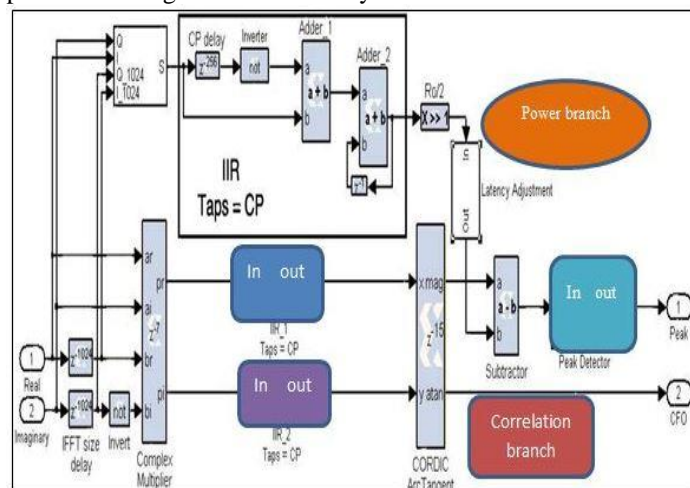 Q
I
Q_1024
I_1024
S
CP delay
z-256
Inverter
not
Adder_1
a
b
a + b
Adder_2
a
b
a + b
z-1
IIR
Taps = CP
Ro/2
X >> 1
Power branch
In
Out
Latency Adjustment
ar
ai
br
bi
pr
pi
z-7
Complex
Multiplier
In out
IIR_1
Taps = CP
In out
IIR_2
Taps = CP
x mag
y atan
z-15
CORDIC
ArcTangent
a
b
a - b
Subtractor
In out
Peak Detector
1
Peak
2
CFO
Correlation
branch
1
Real
2
Imaginary
z-1024
z-1024
IFFT size
delay
not
Invert